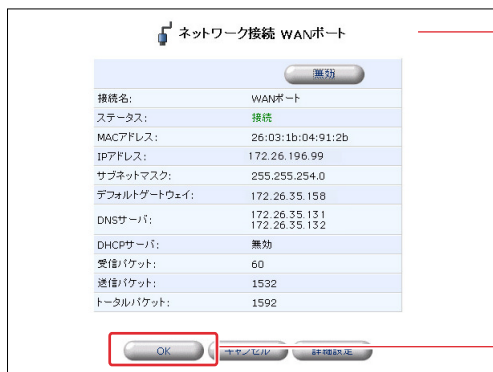 ネットワーク接続 WANポート
無効
接続名: WANポート
ステータス: 接続
MACアドレス: 26:03:1b:04:91:2b
IPアドレス: 172.26.196.99
サブネットマスク: 255.255.254.0
デフォルトゲートウェイ: 172.26.35.158
DNSサーバ: 172.26.35.131
172.26.35.132
DHCPサーバ: 無効
受信パケット: 60
送信パケット: 1532
トータルパケット: 1592
OK キャンセル 詳細設定